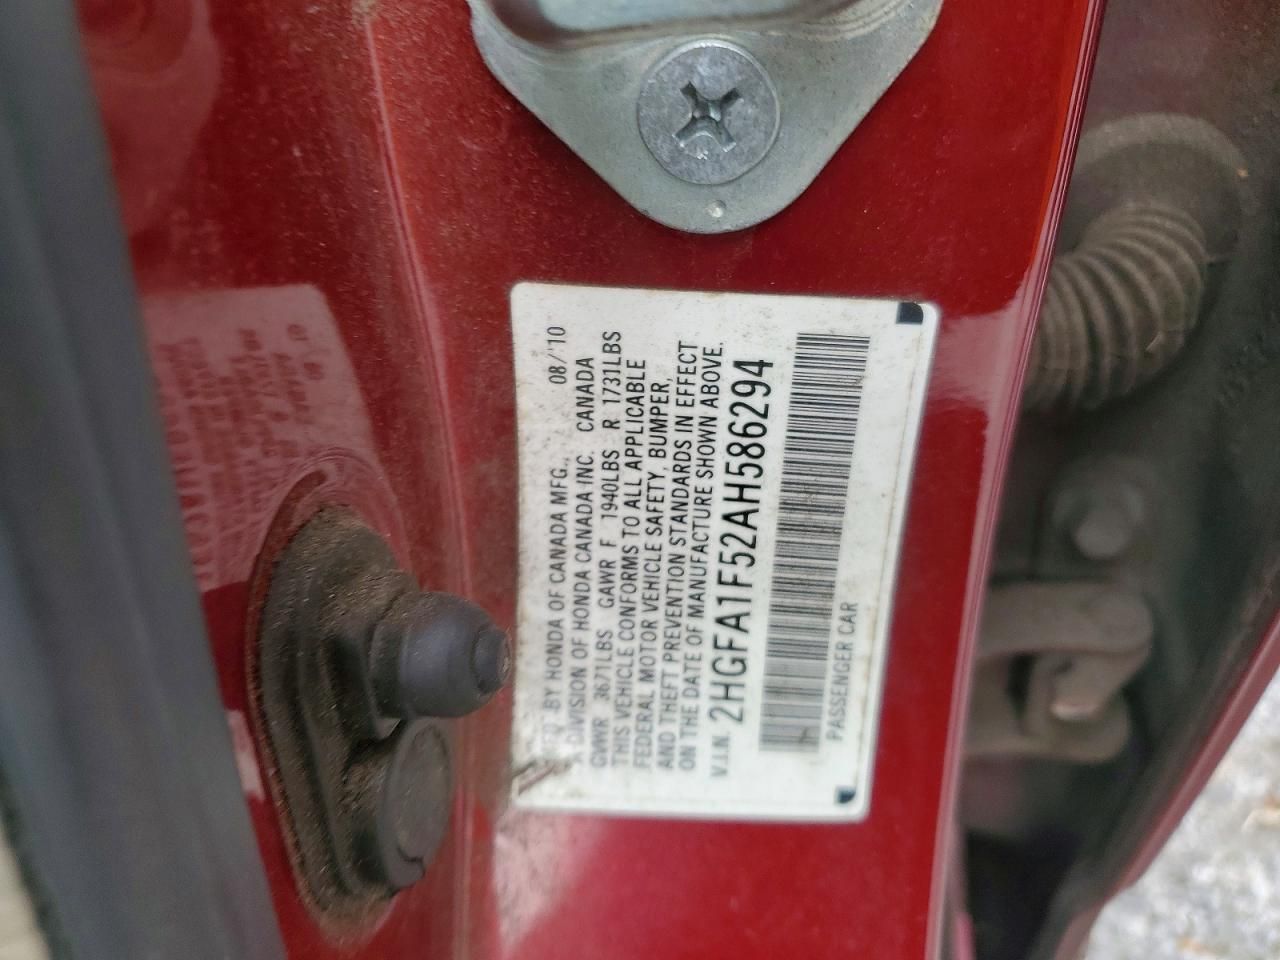 BY HONDA OF CANADA MFG., 08/'10
A DIVISION OF HONDA CANADA INC. CANADA
GVWR 3671LBS GAWR F 1940LBS R 1731LBS
THIS VEHICLE CONFORMS TO ALL APPLICABLE
FEDERAL MOTOR VEHICLE SAFETY, BUMPER,
AND THEFT PREVENTION STANDARDS IN EFFECT
ON THE DATE OF MANUFACTURE SHOWN ABOVE.
V.I.N. 2HGFA1F52AH586294
PASSENGER CAR